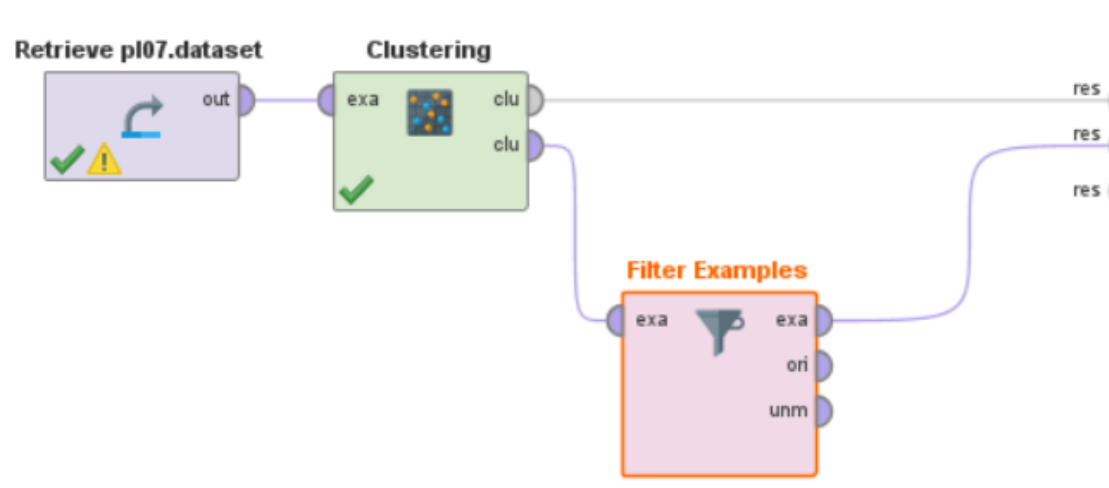 Retrieve pl07.dataset
out
Clustering
exa
clu
clu
res
res
res
Filter Examples
exa
exa
ori
unm